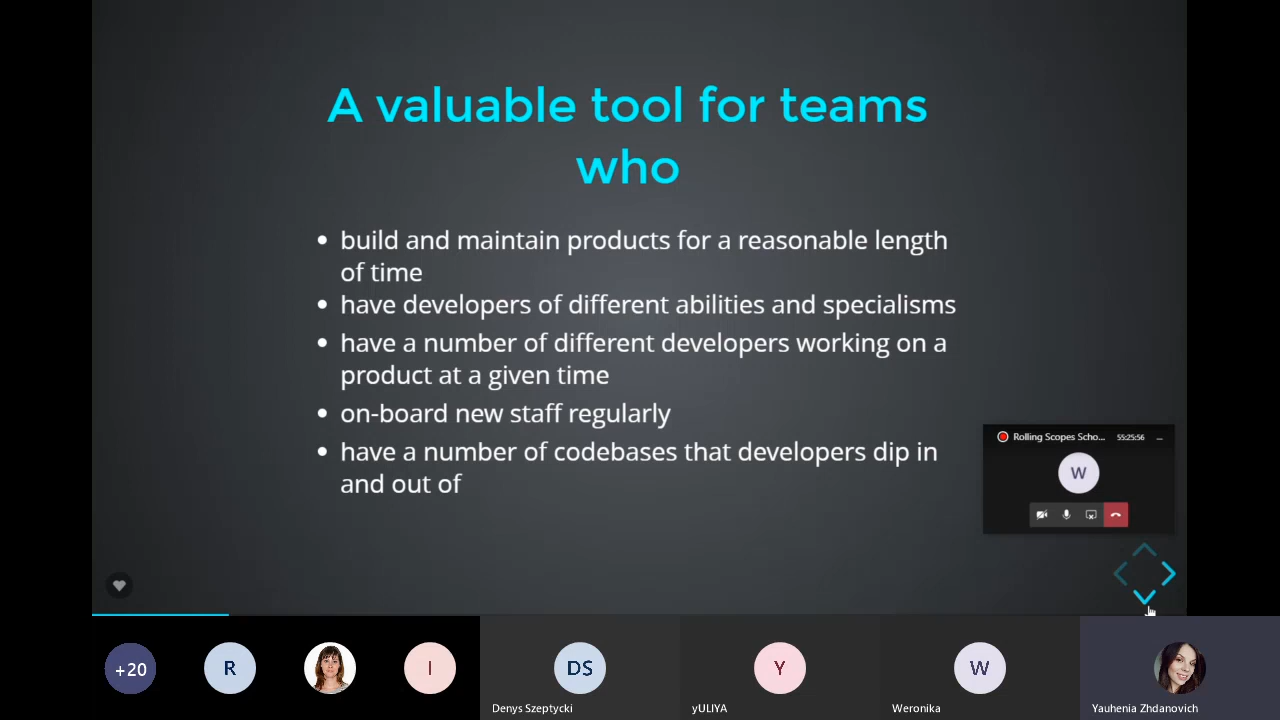 A valuable tool for teams
who
build and maintain products for a reasonable length
of time
have developers of different abilities and specialisms
have a number of different developers working on a
product at a given time
on-board new staff regularly
have a number of codebases that developers dip in
and out of
Rolling Scopes Scho... 55:25:56
W
+20
R
I
DS
Y
W
Denys Szeptycki
yULIYA
Weronika
Yauhenia Zhdanovich